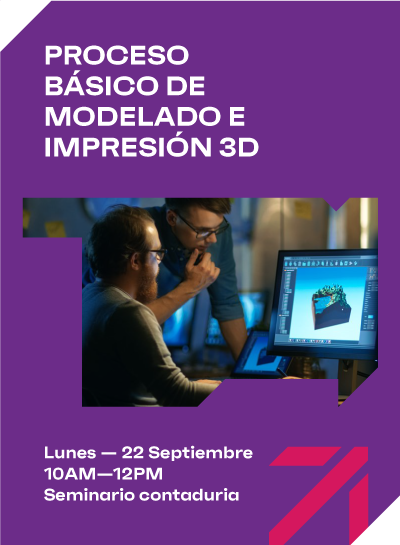 PROCESO
BÁSICO DE
MODELADO E
IMPRESIÓN 3D
Lunes — 22 Septiembre
10AM—12PM
Seminario contaduria